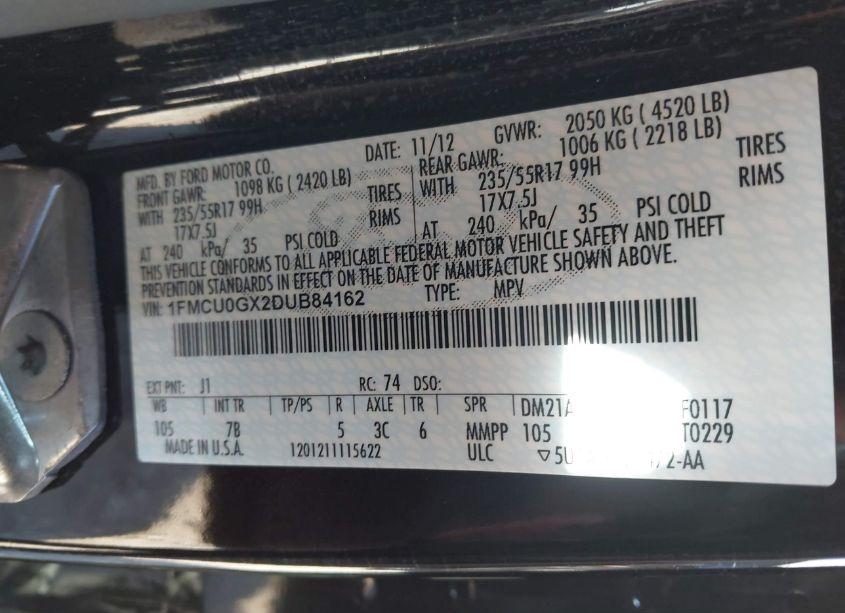 MFD. BY FORD MOTOR CO. DATE: 11/12 GVWR: 2050 KG ( 4520 LB)
FRONT GAWR: 1098 KG ( 2420 LB) REAR GAWR: 1006 KG ( 2218 LB)
WITH 235/55R17 99H TIRES WITH 235/55R17 99H TIRES
17X7.5J RIMS 17X7.5J RIMS
AT 240 kPa/ 35 PSI COLD AT 240 kPa/ 35 PSI COLD
THIS VEHICLE CONFORMS TO ALL APPLICABLE FEDERAL MOTOR VEHICLE SAFETY AND THEFT
PREVENTION STANDARDS IN EFFECT ON THE DATE OF MANUFACTURE SHOWN ABOVE.
VIN: 1FMCU0GX2DUB84162 TYPE: MPV
EXT PNT: J1 RC: 74 DSO:
WB INT TR TP/PS R AXLE TR SPR DM21A F0117
105 7B 5 3C 6 MMPP 105 T0229
MADE IN U.S.A. 1201211115622 ULC